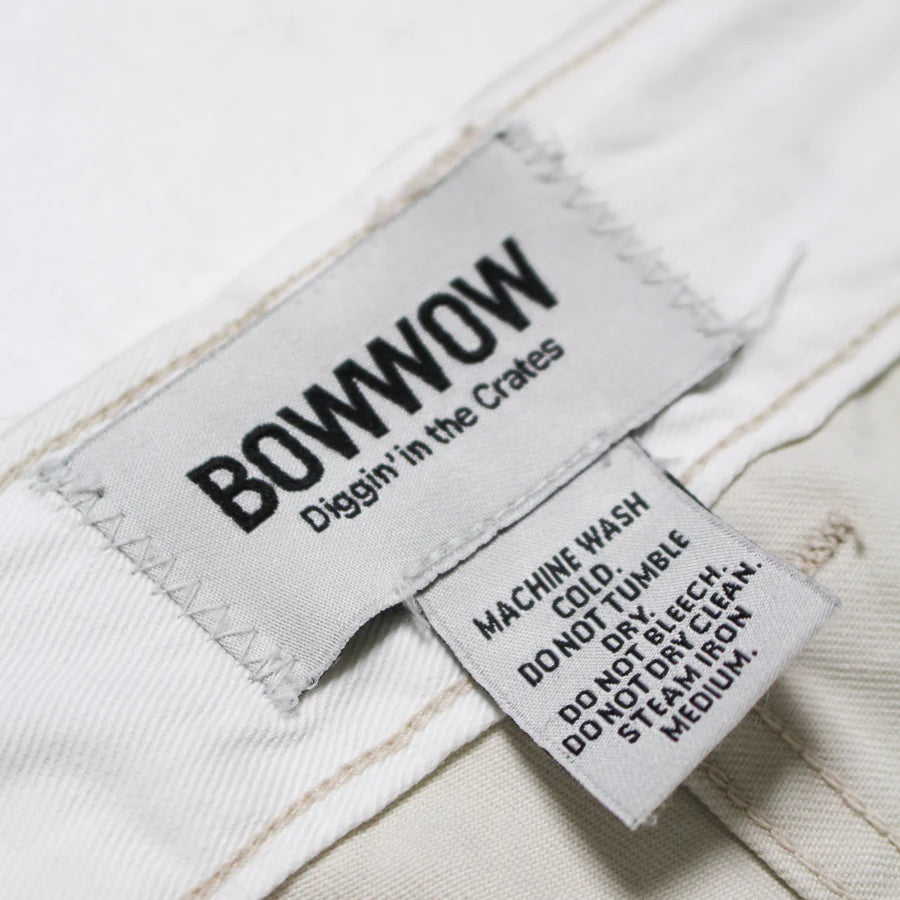 BOWWOW
Diggin' in the Crates
MACHINE WASH
COLD.
DO NOT TUMBLE
DRY.
DO NOT BLEECH.
DO NOT DRY CLEAN.
STEAM IRON
MEDIUM.